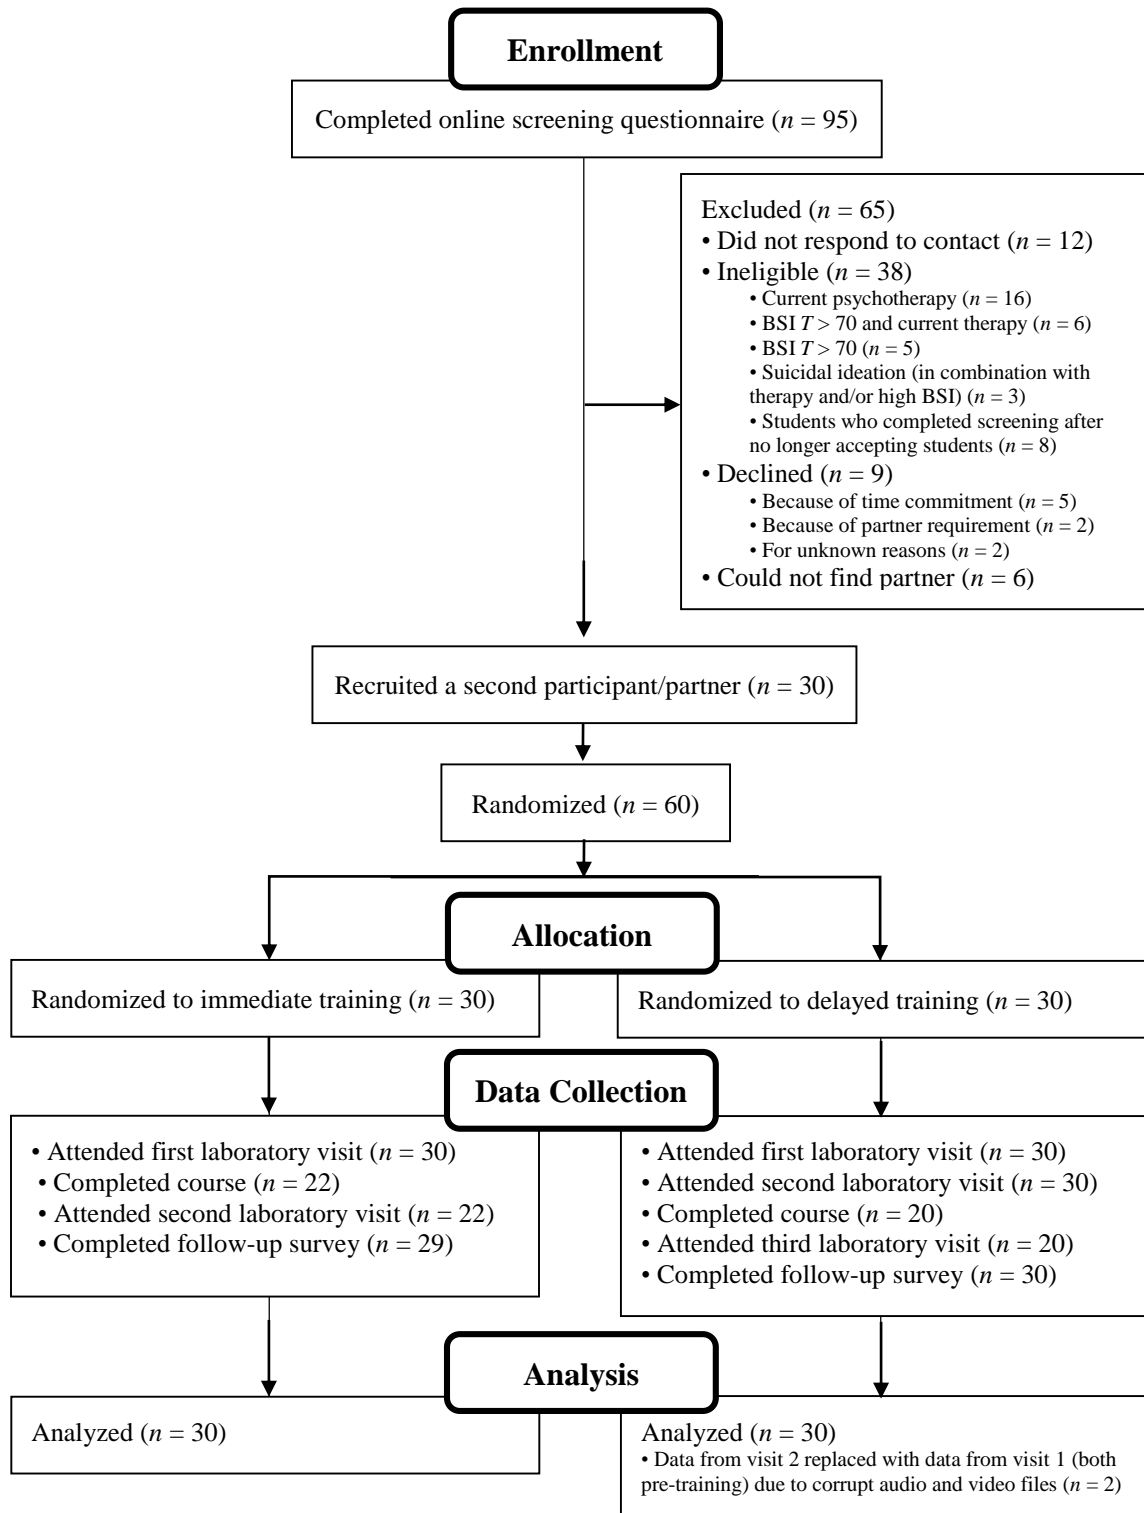 Enrollment
Completed online screening questionnaire (n = 95)
Excluded (n = 65)
• Did not respond to contact (n = 12)
• Ineligible (n = 38)
• Current psychotherapy (n = 16)
• BSI T > 70 and current therapy (n = 6)
• BSI T > 70 (n = 5)
• Suicidal ideation (in combination with
therapy and/or high BSI) (n = 3)
• Students who completed screening after
no longer accepting students (n = 8)
• Declined (n = 9)
• Because of time commitment (n = 5)
• Because of partner requirement (n = 2)
• For unknown reasons (n = 2)
• Could not find partner (n = 6)
Recruited a second participant/partner (n = 30)
Randomized (n = 60)
Allocation
Randomized to immediate training (n = 30)
Randomized to delayed training (n = 30)
Data Collection
• Attended first laboratory visit (n = 30)
• Completed course (n = 22)
• Attended second laboratory visit (n = 22)
• Completed follow-up survey (n = 29)
• Attended first laboratory visit (n = 30)
• Attended second laboratory visit (n = 30)
• Completed course (n = 20)
• Attended third laboratory visit (n = 20)
• Completed follow-up survey (n = 30)
Analysis
Analyzed (n = 30)
Analyzed (n = 30)
• Data from visit 2 replaced with data from visit 1 (both
pre-training) due to corrupt audio and video files (n = 2)